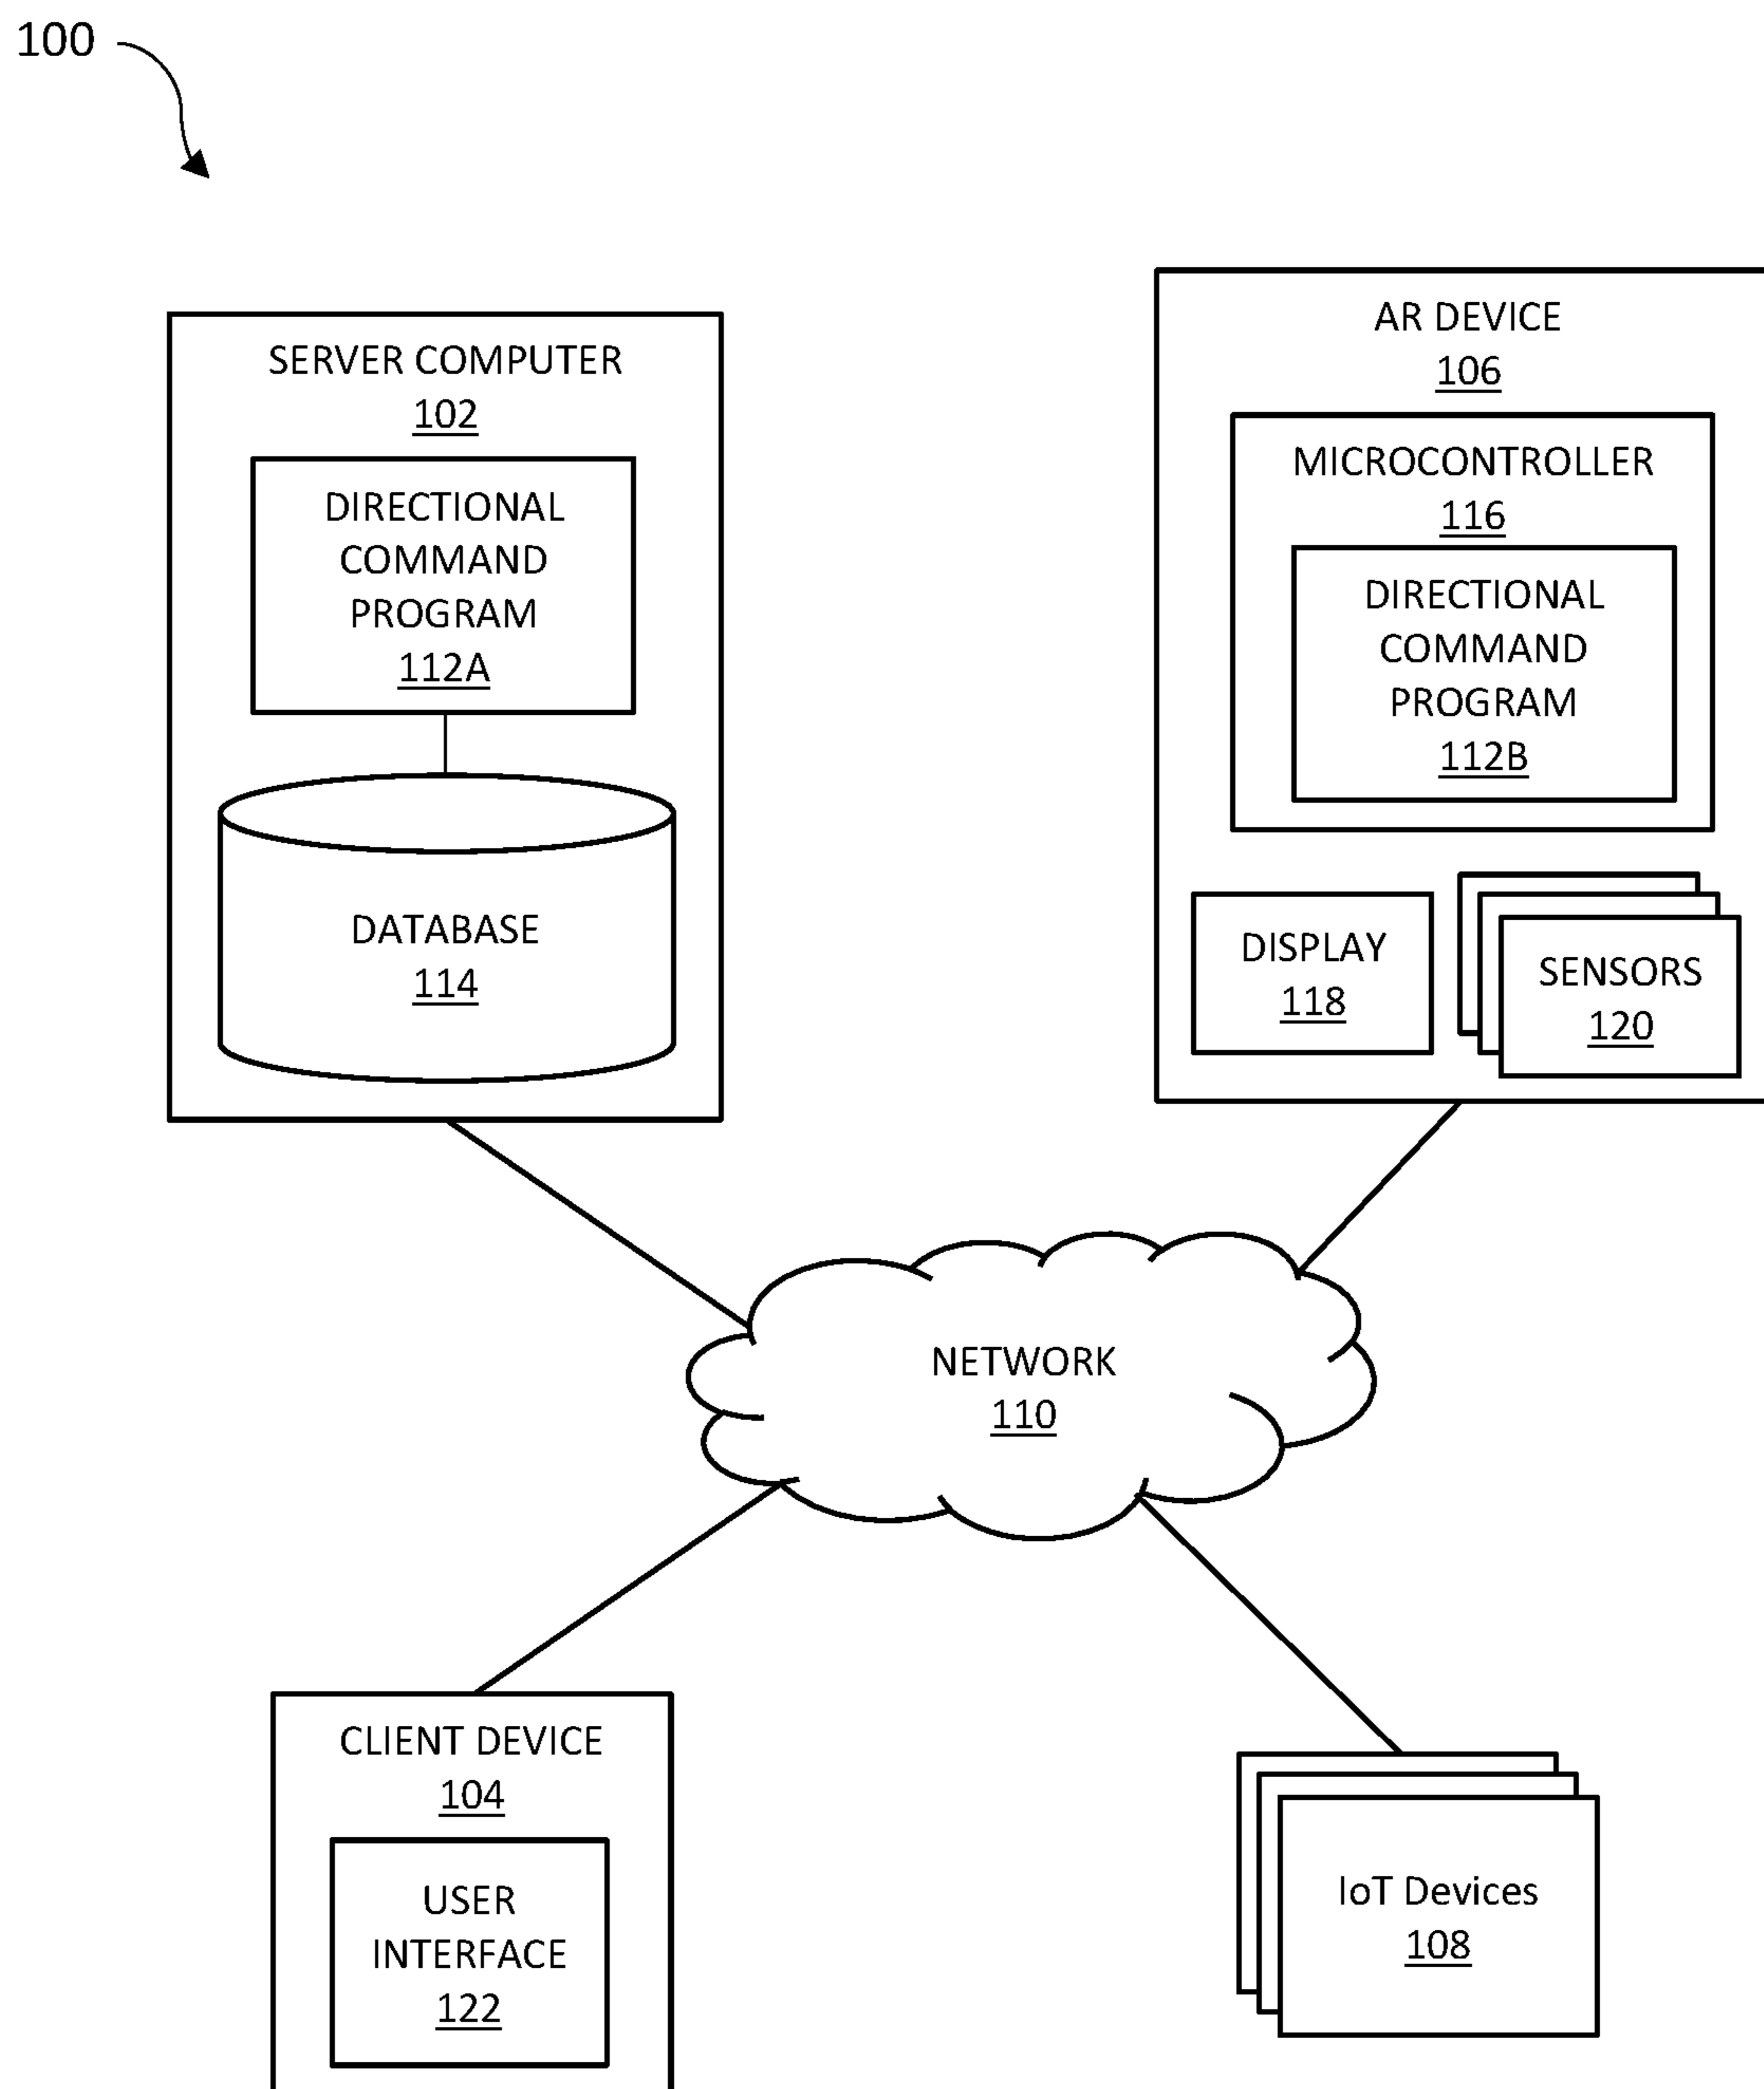 100
SERVER COMPUTER
102
DIRECTIONAL
COMMAND
PROGRAM
112A
DATABASE
114
AR DEVICE
106
MICROCONTROLLER
116
DIRECTIONAL
COMMAND
PROGRAM
112B
DISPLAY
118
SENSORS
120
NETWORK
110
CLIENT DEVICE
104
USER
INTERFACE
122
IoT Devices
108